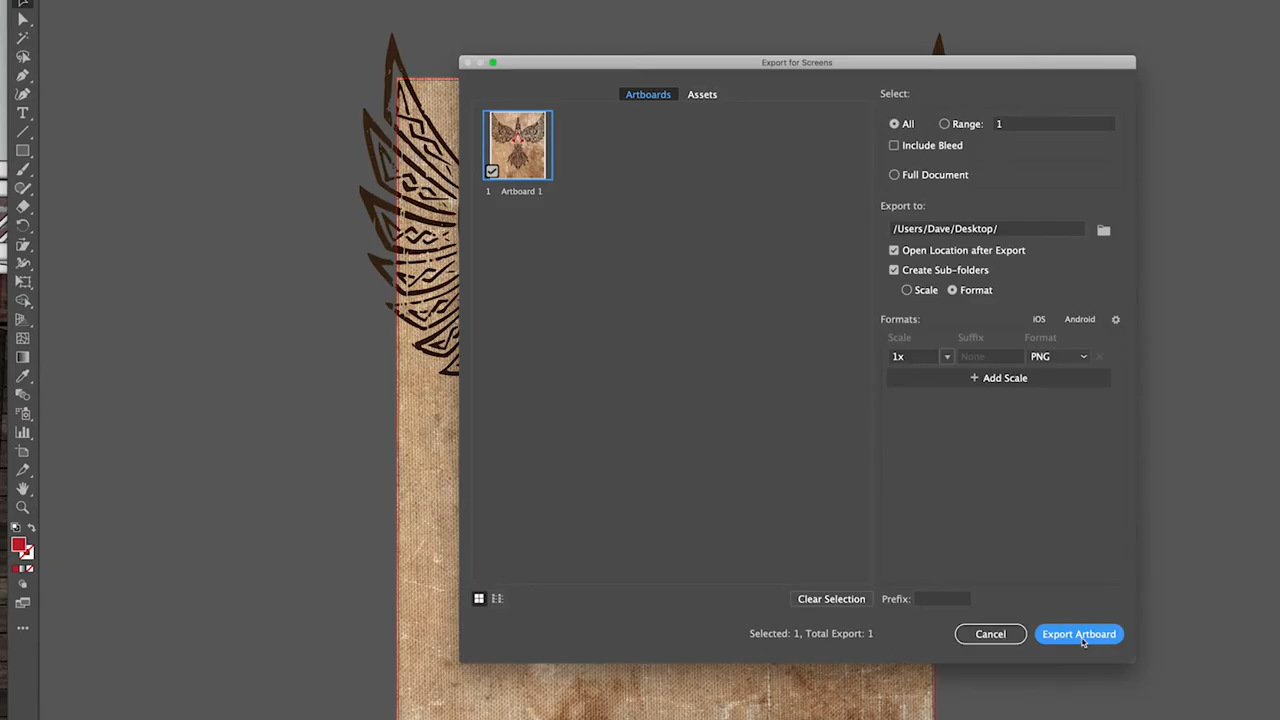 Export for Screens
Artboards Assets
1 Artboard 1
Select:
All Range: 1
Include Bleed
Full Document
Export to:
/Users/Dave/Desktop/
Open Location after Export
Create Sub-folders
Scale Format
Formats: iOS Android
Scale Suffix Format
1x None PNG
+ Add Scale
Clear Selection Prefix:
Selected: 1, Total Export: 1 Cancel Export Artboard